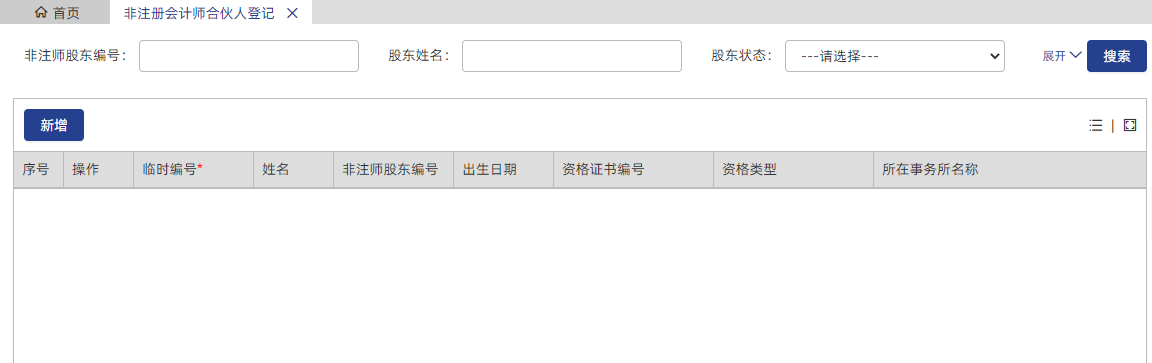 首页 非注册会计师合伙人登记
非注师股东编号： 股东姓名： 股东状态： ---请选择--- 展开 搜索
新增
序号 操作 临时编号* 姓名 非注师股东编号 出生日期 资格证书编号 资格类型 所在事务所名称